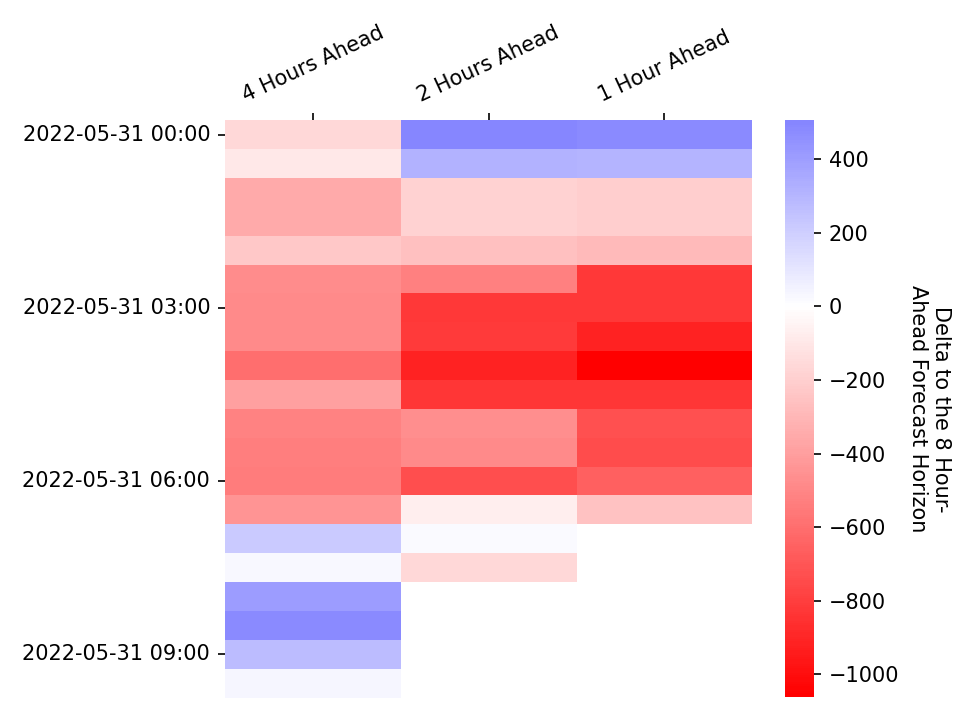 4 Hours Ahead
2 Hours Ahead
1 Hour Ahead
2022-05-31 00:00
2022-05-31 03:00
2022-05-31 06:00
2022-05-31 09:00
400
200
0
−200
−400
−600
−800
−1000
Delta to the 8 Hour-
Ahead Forecast Horizon